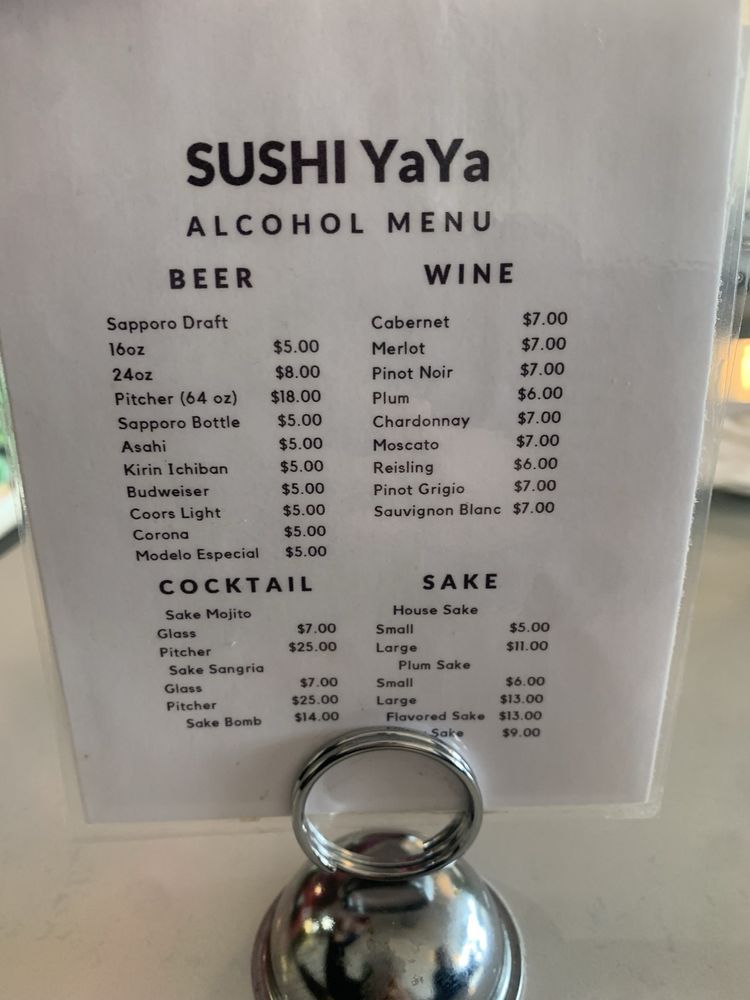 SUSHI YaYa
ALCOHOL MENU
BEER
Sapporo Draft
16oz $5.00
24oz $8.00
Pitcher (64 oz) $18.00
Sapporo Bottle $5.00
Asahi $5.00
Kirin Ichiban $5.00
Budweiser $5.00
Coors Light $5.00
Corona $5.00
Modelo Especial $5.00
WINE
Cabernet $7.00
Merlot $7.00
Pinot Noir $7.00
Plum $6.00
Chardonnay $7.00
Moscato $7.00
Reisling $6.00
Pinot Grigio $7.00
Sauvignon Blanc $7.00
COCKTAIL
Sake Mojito
Glass $7.00
Pitcher $25.00
Sake Sangria
Glass $7.00
Pitcher $25.00
Sake Bomb $14.00
SAKE
House Sake
Small $5.00
Large $11.00
Plum Sake
Small $6.00
Large $13.00
Flavored Sake $13.00
Sake $9.00